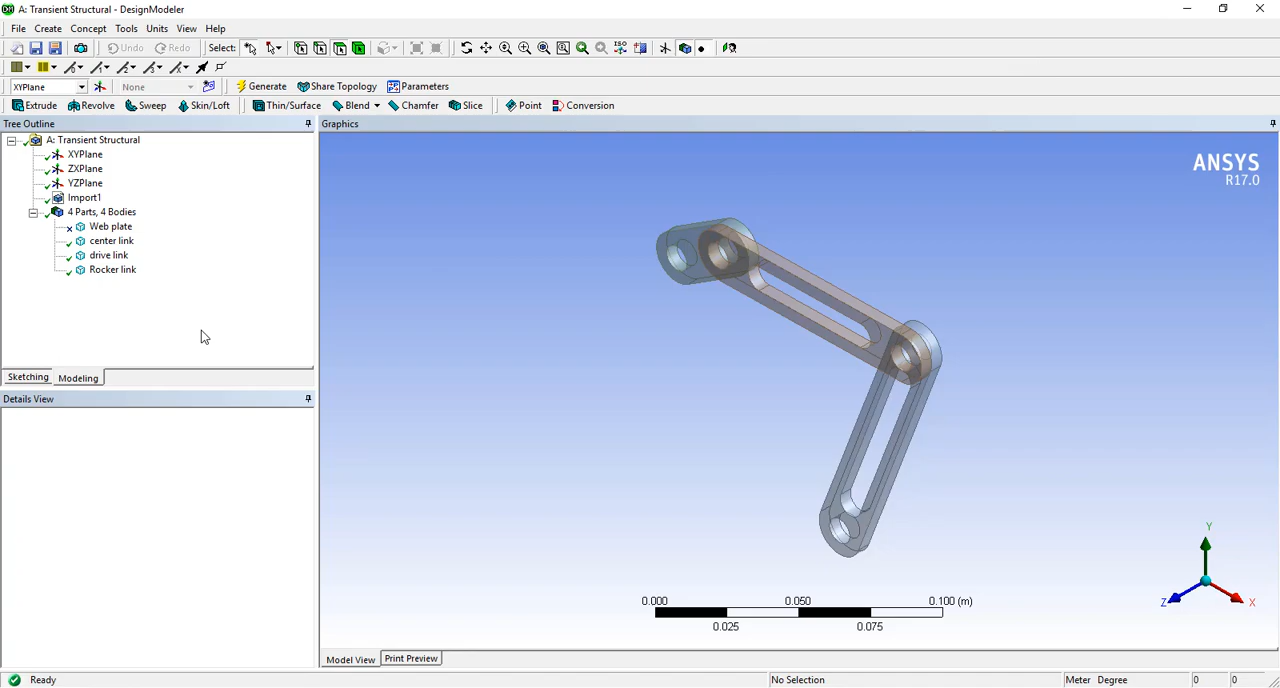 A: Transient Structural - DesignModeler
File Create Concept Tools Units View Help
Undo Redo Select: ISO
XYPlane None Generate Share Topology Parameters
Extrude Revolve Sweep Skin/Loft Thin/Surface Blend Chamfer Slice Point Conversion
Tree Outline
A: Transient Structural
XYPlane
ZXPlane
YZPlane
Import1
4 Parts, 4 Bodies
Web plate
center link
drive link
Rocker link
Sketching Modeling
Details View
Graphics
ANSYS
R17.0
Y
Z X
0.000 0.050 0.100 (m)
0.025 0.075
Model View Print Preview
Ready No Selection Meter Degree 0 0